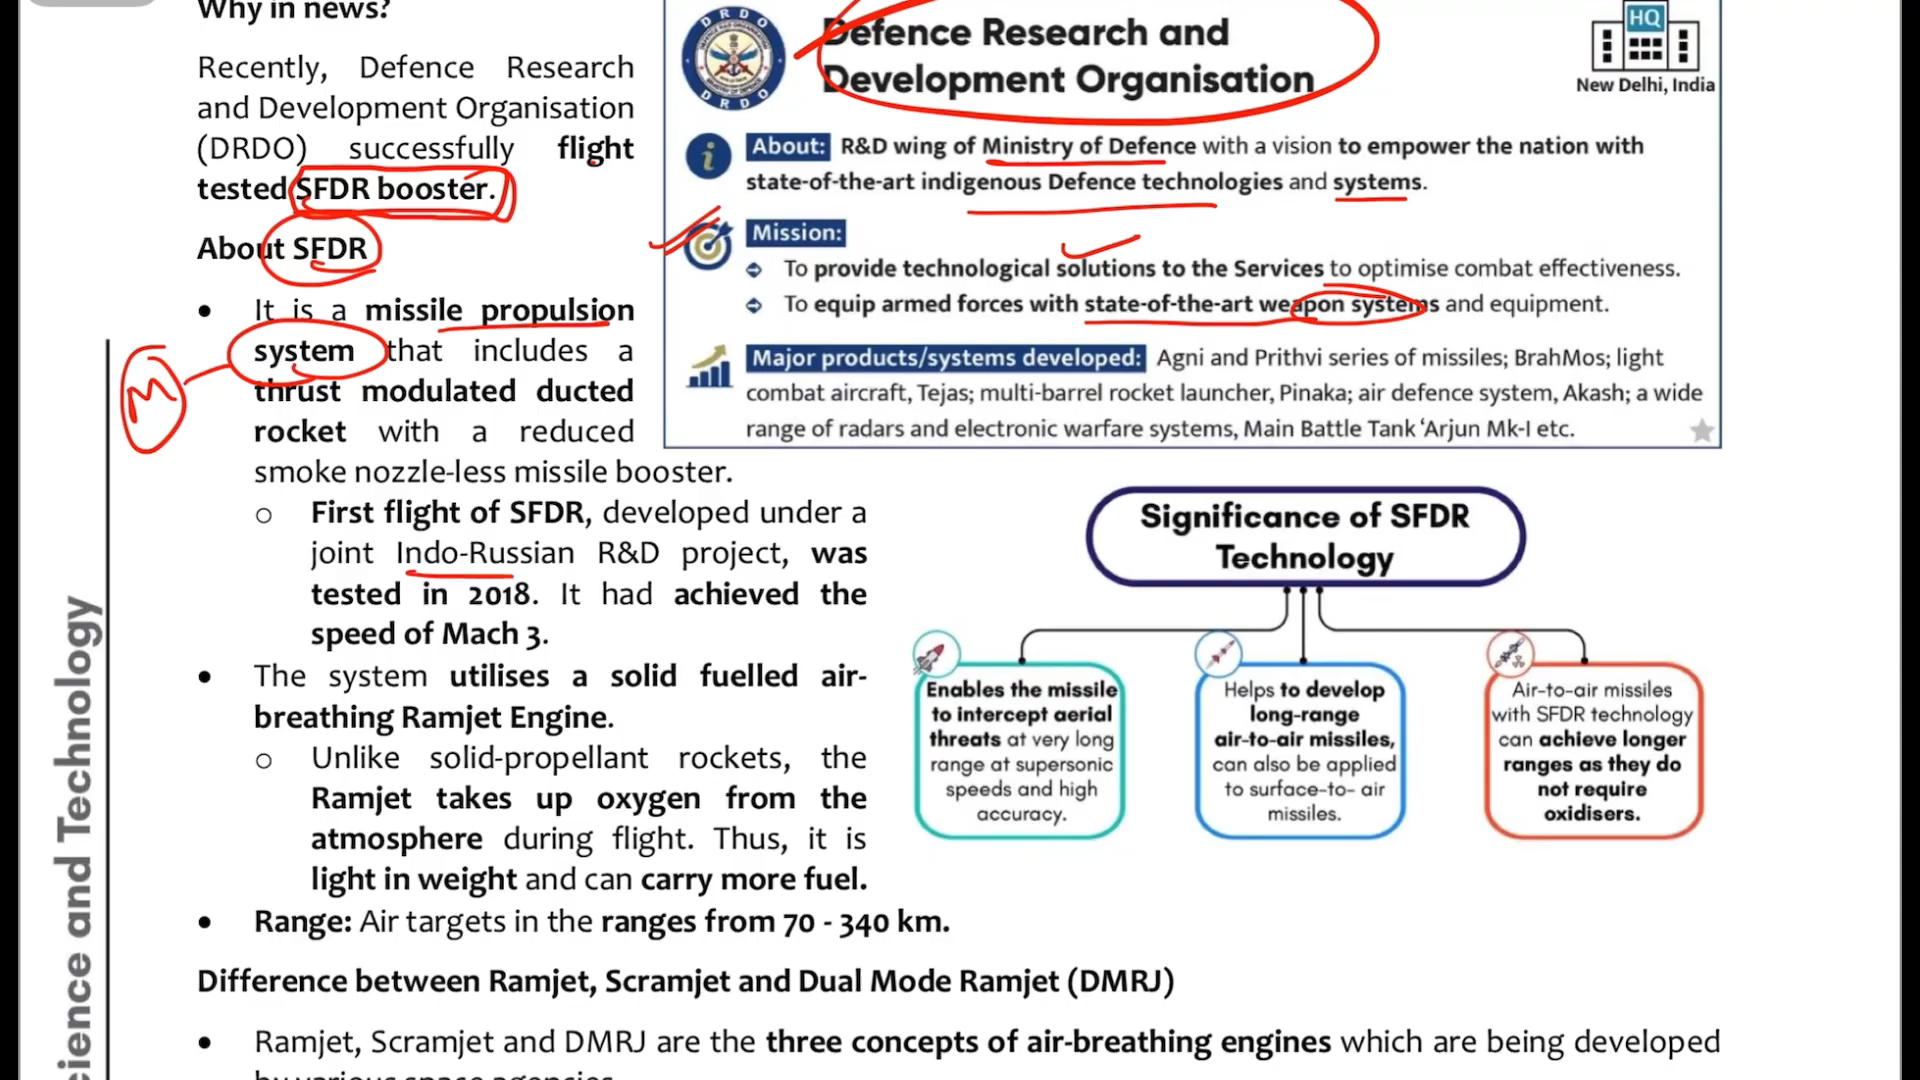 Why in news?
Recently, Defence Research
and Development Organisation
(DRDO) successfully flight
tested SFDR booster.
About SFDR
• It is a missile propulsion
system that includes a
thrust modulated ducted
rocket with a reduced
smoke nozzle-less missile booster.
○ First flight of SFDR, developed under a
joint Indo-Russian R&D project, was
tested in 2018. It had achieved the
speed of Mach 3.
• The system utilises a solid fuelled air-
breathing Ramjet Engine.
○ Unlike solid-propellant rockets, the
Ramjet takes up oxygen from the
atmosphere during flight. Thus, it is
light in weight and can carry more fuel.
• Range: Air targets in the ranges from 70 - 340 km.
Difference between Ramjet, Scramjet and Dual Mode Ramjet (DMRJ)
• Ramjet, Scramjet and DMRJ are the three concepts of air-breathing engines which are being developed
by various space agencies.
M
cience and Technology
DRDO
DRDO
Defence Research and
Development Organisation
HQ
New Delhi, India
About: R&D wing of Ministry of Defence with a vision to empower the nation with
state-of-the-art indigenous Defence technologies and systems.
Mission:
To provide technological solutions to the Services to optimise combat effectiveness.
To equip armed forces with state-of-the-art weapon systems and equipment.
Major products/systems developed: Agni and Prithvi series of missiles; BrahMos; light
combat aircraft, Tejas; multi-barrel rocket launcher, Pinaka; air defence system, Akash; a wide
range of radars and electronic warfare systems, Main Battle Tank ‘Arjun Mk-I etc.
Significance of SFDR
Technology
Enables the missile
to intercept aerial
threats at very long
range at supersonic
speeds and high
accuracy.
Helps to develop
long-range
air-to-air missiles,
can also be applied
to surface-to- air
missiles.
Air-to-air missiles
with SFDR technology
can achieve longer
ranges as they do
not require
oxidisers.